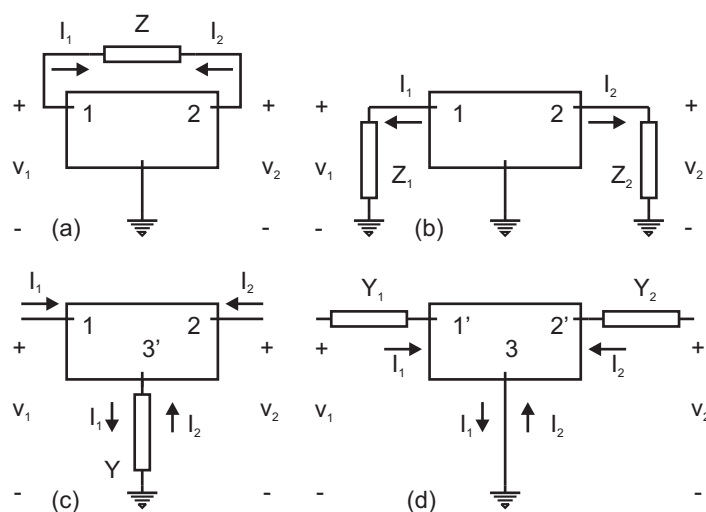 I₁ Z I₂
+ 1 2 +
v₁ v₂
- (a) -
I₁ I₂
+ 1 2 +
v₁ Z₁ Z₂ v₂
- (b) -
I₁ I₂
1 2
+ 3' +
v₁ I₁ I₂ v₂
Y
- (c) -
Y₁ Y₂
1' 2'
+ 3 +
I₁ I₂
v₁ I₁ I₂ v₂
- (d) -